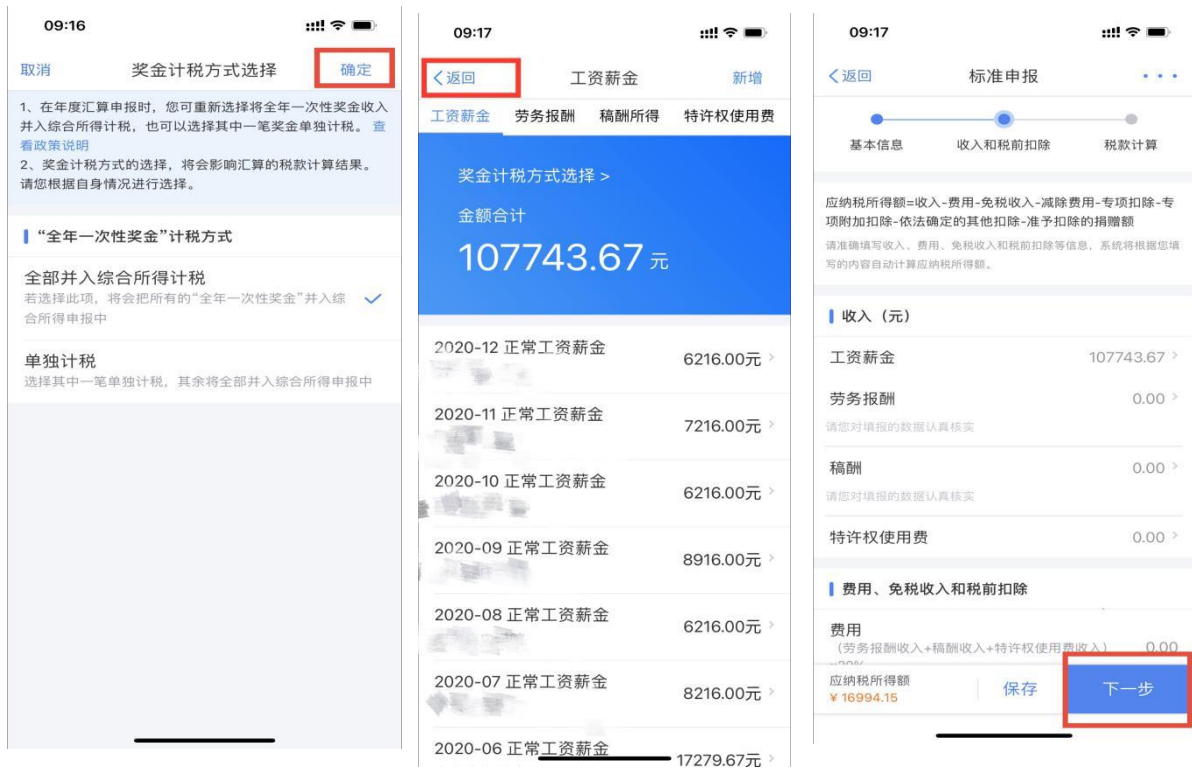 09:16
取消
奖金计税方式选择
确定
1、在年度汇算申报时，您可重新选择将全年一次性奖金收入
并入综合所得计税，也可以选择其中一笔奖金单独计税。 查
看政策说明
2、奖金计税方式的选择，将会影响汇算的税款计算结果。
请您根据自身情况进行选择。
“全年一次性奖金”计税方式
全部并入综合所得计税
若选择此项，将会把所有的“全年一次性奖金”并入综
合所得申报中
单独计税
选择其中一笔单独计税，其余将全部并入综合所得申报中
09:17
返回
工资薪金
新增
工资薪金
劳务报酬
稿酬所得
特许权使用费
奖金计税方式选择 >
金额合计
107743.67 元
2020-12 正常工资薪金
6216.00元
2020-11 正常工资薪金
7216.00元
2020-10 正常工资薪金
6216.00元
2020-09 正常工资薪金
8916.00元
2020-08 正常工资薪金
6216.00元
2020-07 正常工资薪金
8216.00元
2020-06 正常工资薪金
17279.67元
09:17
返回
标准申报
基本信息
收入和税前扣除
税款计算
应纳税所得额=收入-费用-免税收入-减除费用-专项扣除-专
项附加扣除-依法确定的其他扣除-准予扣除的捐赠额
请准确填写收入、费用、免税收入和税前扣除等信息，系统将根据您填
写的内容自动计算应纳税所得额。
收入（元）
工资薪金
107743.67
劳务报酬
0.00
请您对填报的数据认真核实
稿酬
0.00
请您对填报的数据认真核实
特许权使用费
0.00
费用、免税收入和税前扣除
费用
（劳务报酬收入+稿酬收入+特许权使用费收入）
0.00
应纳税所得额
¥ 16994.15
保存
下一步